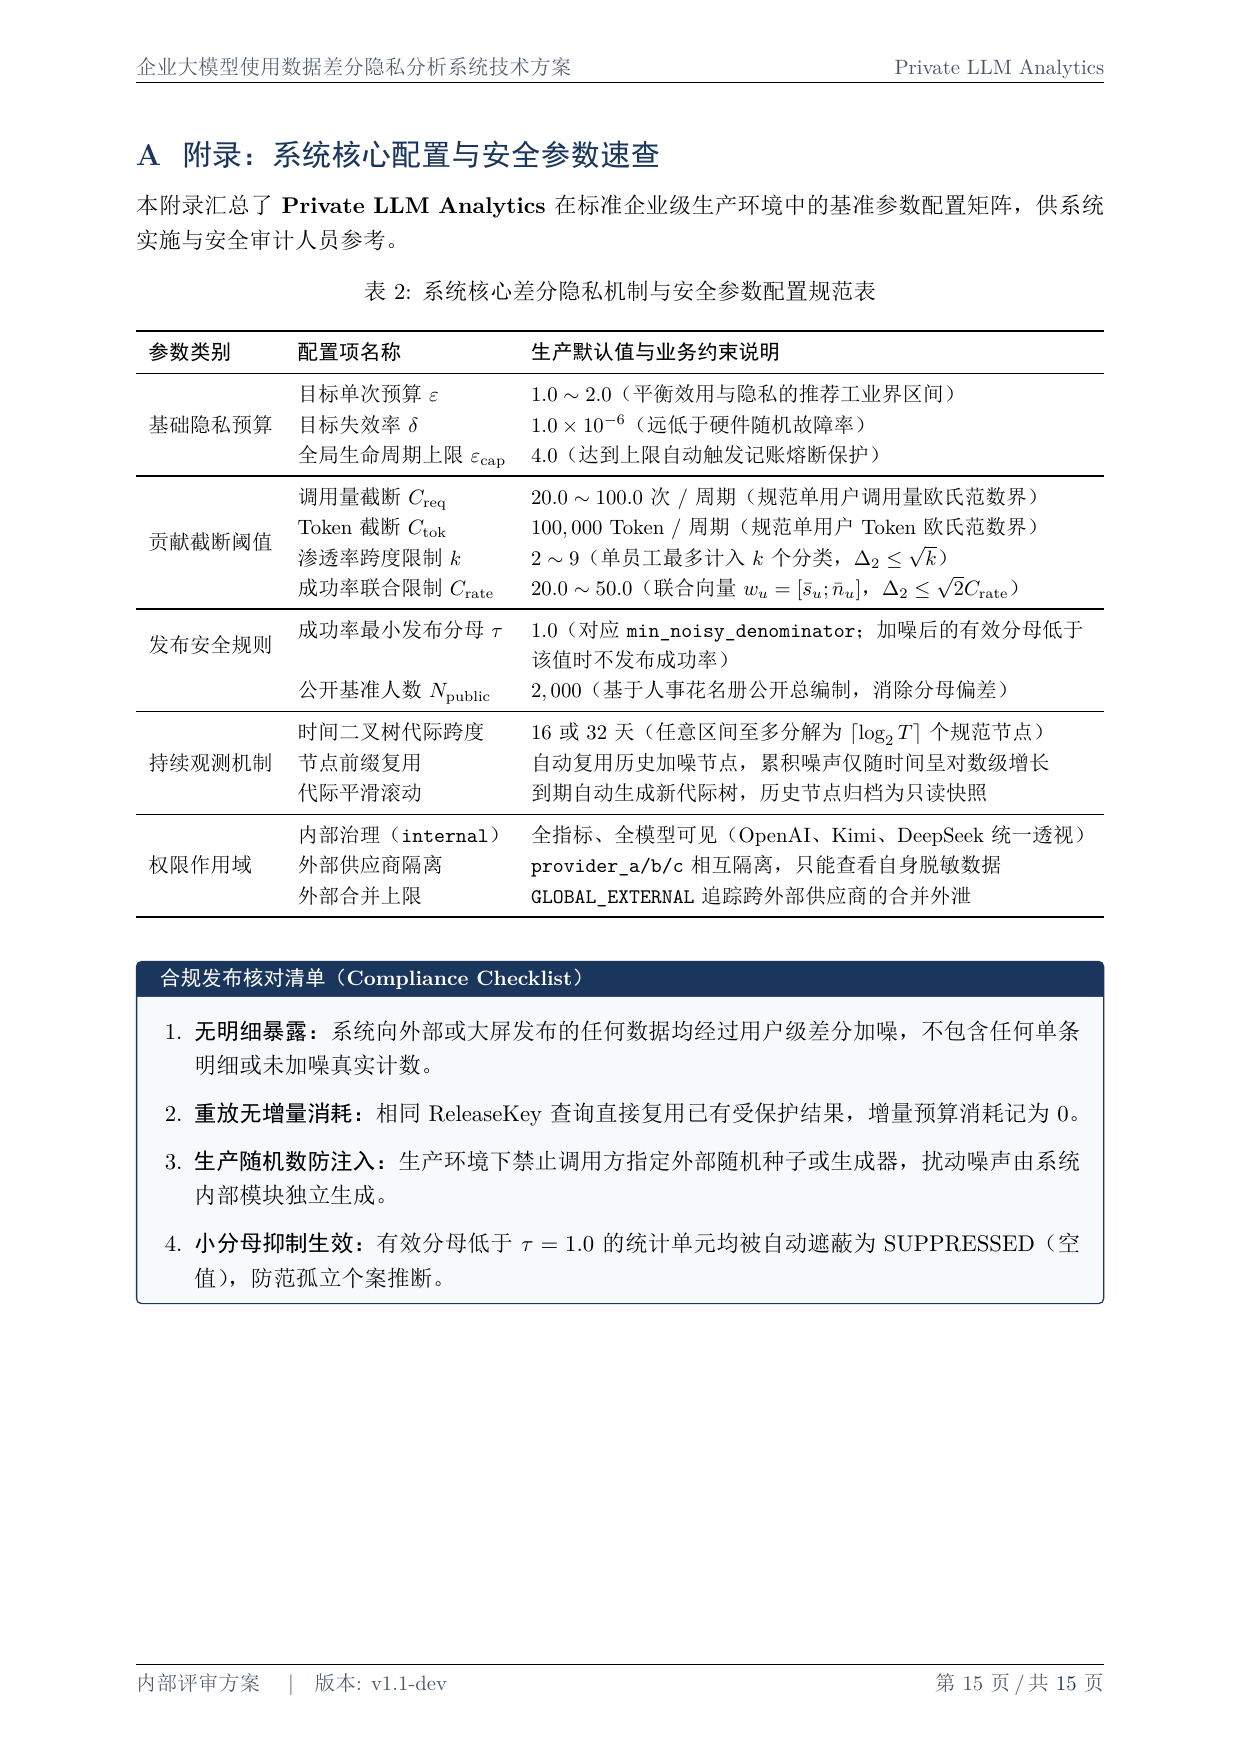 企业大模型使用数据差分隐私分析系统技术方案 Private LLM Analytics
A 附录：系统核心配置与安全参数速查
本附录汇总了 Private LLM Analytics 在标准企业级生产环境中的基准参数配置矩阵，供系统
实施与安全审计人员参考。
表 2: 系统核心差分隐私机制与安全参数配置规范表
参数类别 配置项名称 生产默认值与业务约束说明
目标单次预算 ε 1.0 ∼ 2.0（平衡效用与隐私的推荐工业界区间）
基础隐私预算 目标失效率 δ 1.0 × 10⁻⁶（远低于硬件随机故障率）
全局生命周期上限 ε_cap 4.0（达到上限自动触发记账熔断保护）
调用量截断 C_req 20.0 ∼ 100.0 次 / 周期（规范单用户调用量欧氏范数界）
Token 截断 C_tok 100,000 Token / 周期（规范单用户 Token 欧氏范数界）
贡献截断阈值
渗透率跨度限制 k 2 ∼ 9（单员工最多计入 k 个分类，Δ₂ ≤ √k）
成功率联合限制 C_rate 20.0 ∼ 50.0（联合向量 w_u = [s̄_u; n̄_u]，Δ₂ ≤ √2C_rate）
成功率最小发布分母 τ 1.0（对应 min_noisy_denominator；加噪后的有效分母低于
发布安全规则
该值时不发布成功率）
公开基准人数 N_public 2,000（基于人事花名册公开总编制，消除分母偏差）
时间二叉树代际跨度 16 或 32 天（任意区间至多分解为 ⌈log₂ T⌉ 个规范节点）
持续观测机制 节点前缀复用 自动复用历史加噪节点，累积噪声仅随时间呈对数级增长
代际平滑滚动 到期自动生成新代际树，历史节点归档为只读快照
内部治理（internal） 全指标、全模型可见（OpenAI、Kimi、DeepSeek 统一透视）
权限作用域 外部供应商隔离 provider_a/b/c 相互隔离，只能查看自身脱敏数据
外部合并上限 GLOBAL_EXTERNAL 追踪跨外部供应商的合并外泄
合规发布核对清单（Compliance Checklist）
1. 无明细暴露：系统向外部或大屏发布的任何数据均经过用户级差分加噪，不包含任何单条
明细或未加噪真实计数。
2. 重放无增量消耗：相同 ReleaseKey 查询直接复用已有受保护结果，增量预算消耗记为 0。
3. 生产随机数防注入：生产环境下禁止调用方指定外部随机种子或生成器，扰动噪声由系统
内部模块独立生成。
4. 小分母抑制生效：有效分母低于 τ = 1.0 的统计单元均被自动遮蔽为 SUPPRESSED（空
值），防范孤立个案推断。
内部评审方案 | 版本: v1.1-dev 第 15 页 / 共 15 页